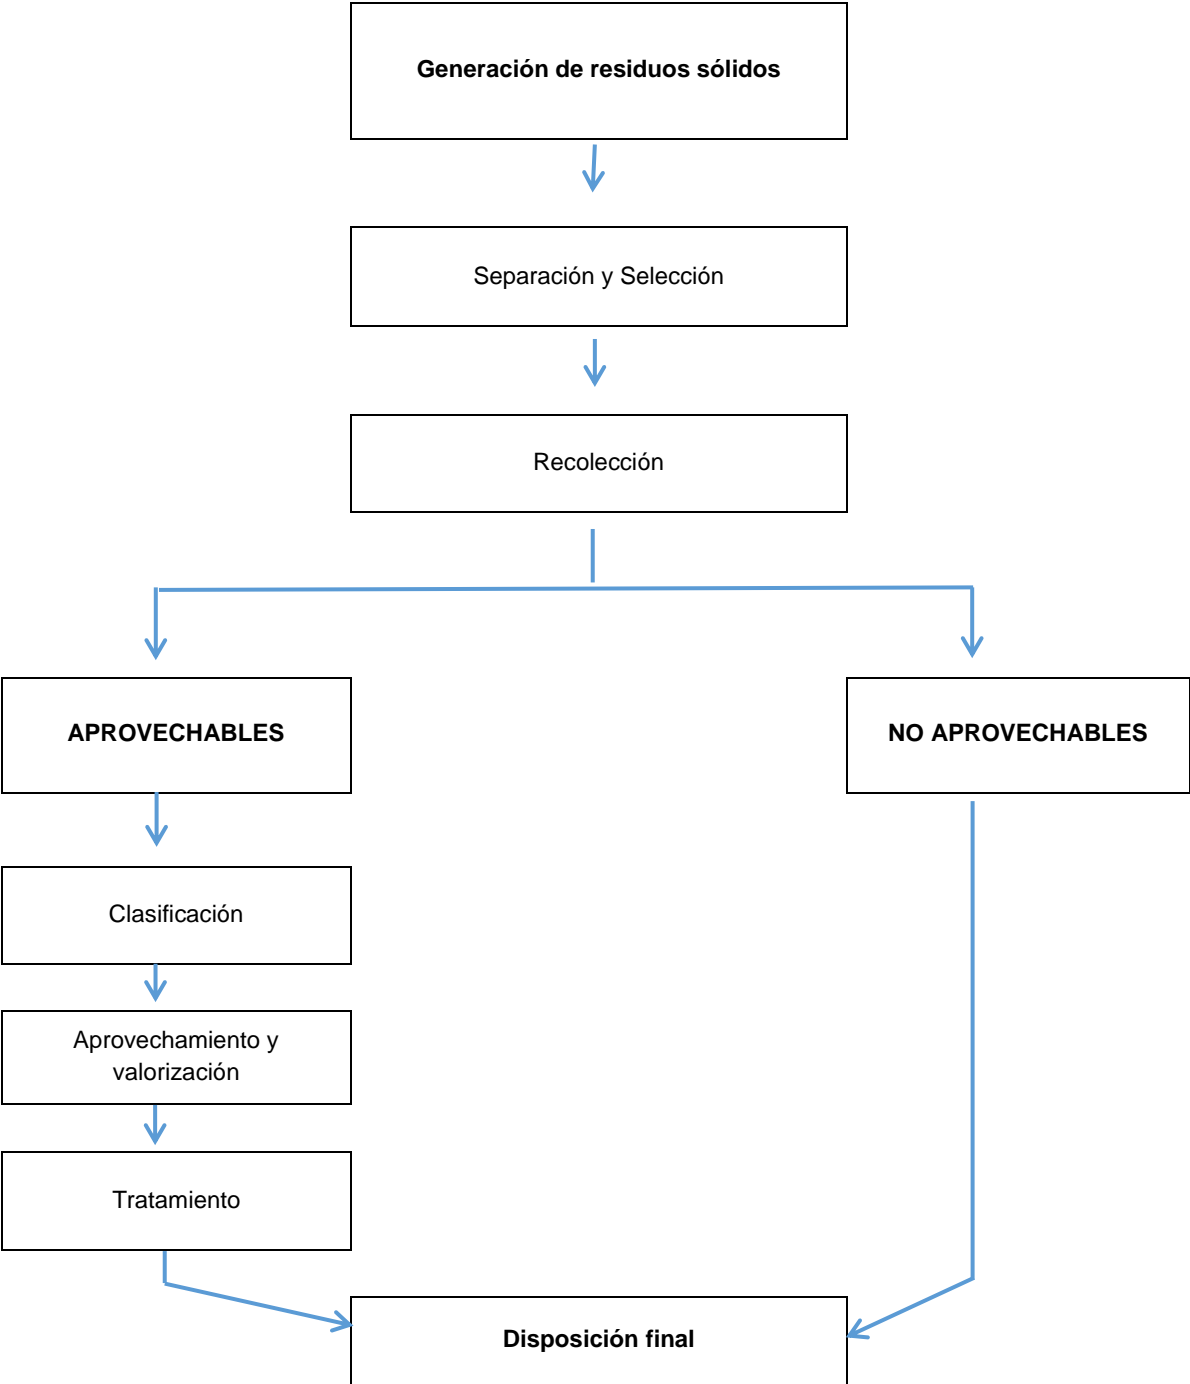 Generación de residuos sólidos
Separación y Selección
Recolección
APROVECHABLES
NO APROVECHABLES
Clasificación
Aprovechamiento y
valorización
Tratamiento
Disposición final